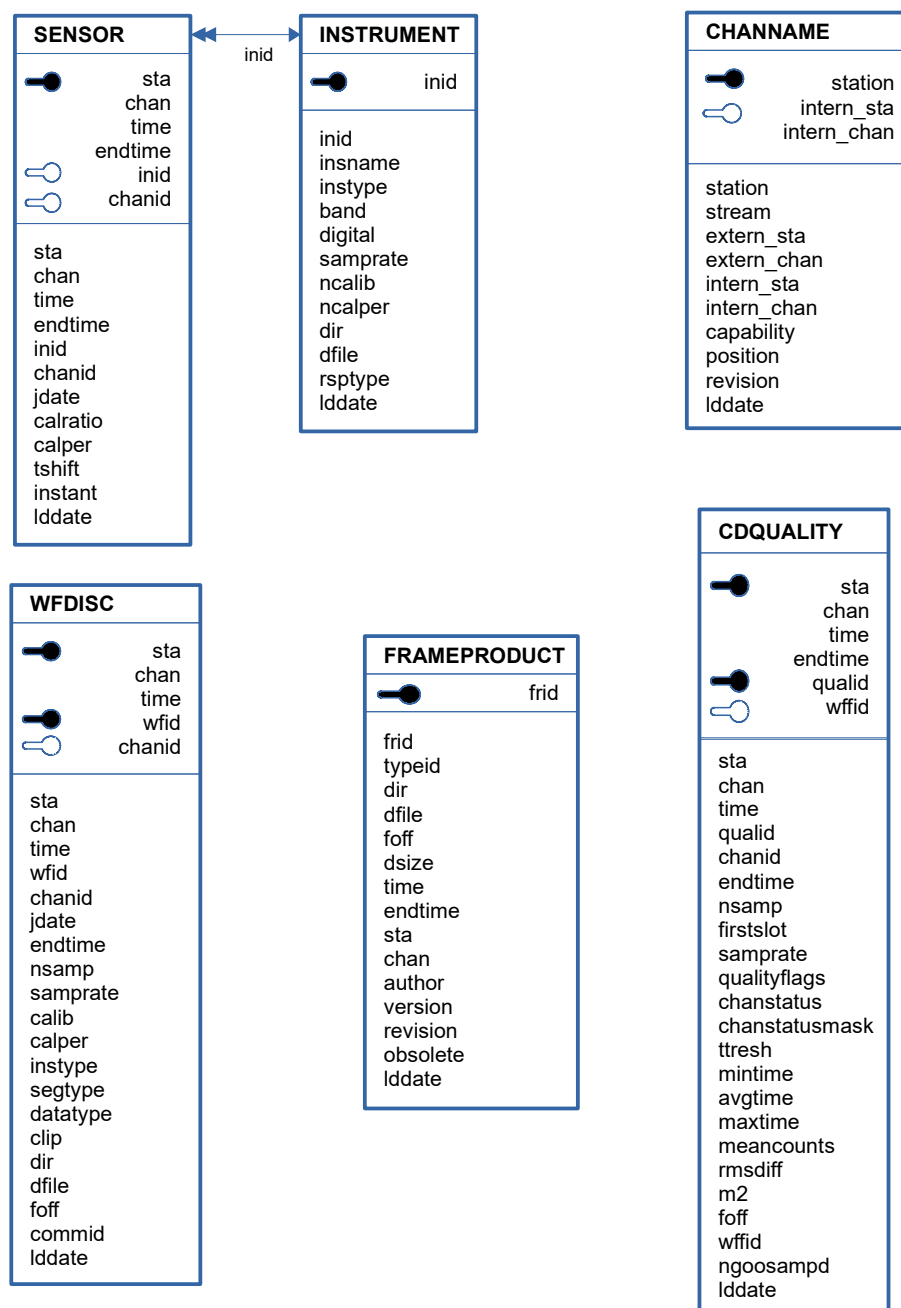 SENSOR
sta
chan
time
endtime
inid
chanid
sta
chan
time
endtime
inid
chanid
jdate
calratio
calper
tshift
instant
lddate
inid
INSTRUMENT
inid
inid
insname
instype
band
digital
samprate
ncalib
ncalper
dir
dfile
rsptype
lddate
CHANNAME
station
intern_sta
intern_chan
station
stream
extern_sta
extern_chan
intern_sta
intern_chan
capability
position
revision
lddate
WFDISC
sta
chan
time
wfid
chanid
sta
chan
time
wfid
chanid
jdate
endtime
nsamp
samprate
calib
calper
instype
segtype
datatype
clip
dir
dfile
foff
commid
lddate
FRAMEPRODUCT
frid
frid
typeid
dir
dfile
foff
dsize
time
endtime
sta
chan
author
version
revision
obsolete
lddate
CDQUALITY
sta
chan
time
endtime
qualid
wffid
sta
chan
time
qualid
chanid
endtime
nsamp
firstslot
samprate
qualityflags
chanstatus
chanstatusmask
ttresh
mintime
avgtime
maxtime
meancounts
rmsdiff
m2
foff
wffid
ngoosampd
lddate